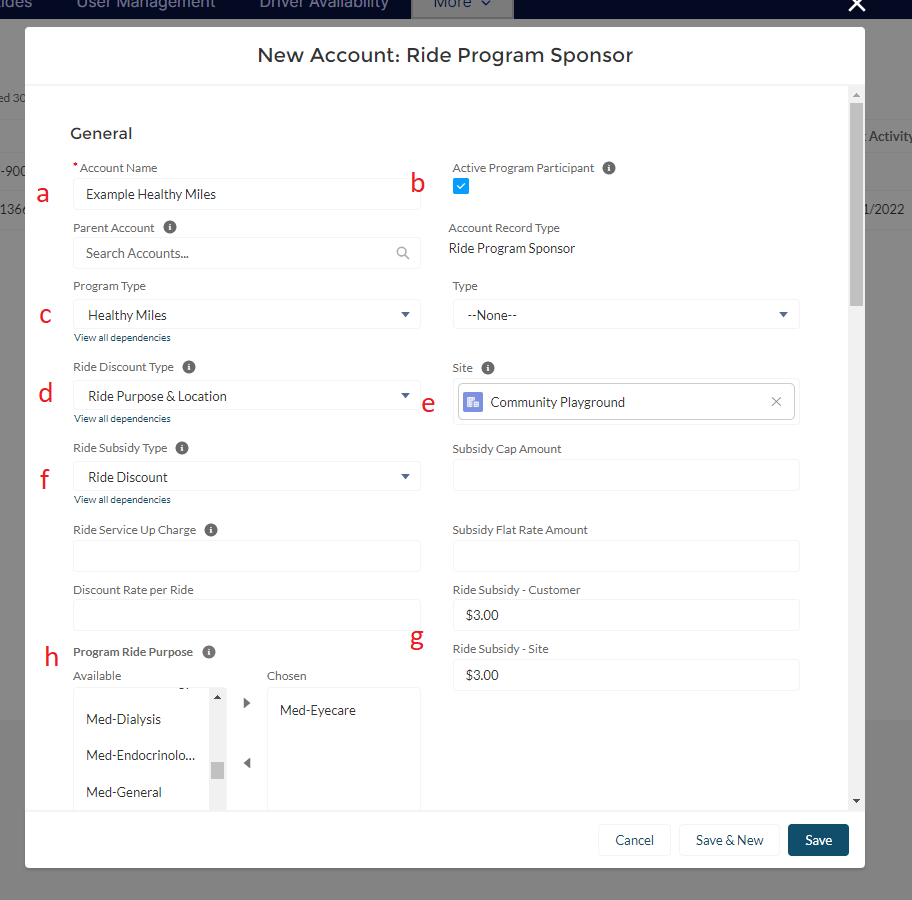 User Management Driver Availability More
New Account: Ride Program Sponsor
General
a
* Account Name
Example Healthy Miles
b
Active Program Participant
Parent Account
Search Accounts...
Account Record Type
Ride Program Sponsor
c
Program Type
Healthy Miles
View all dependencies
Type
--None--
d
Ride Discount Type
Ride Purpose & Location
View all dependencies
e
Site
Community Playground
f
Ride Subsidy Type
Ride Discount
View all dependencies
Subsidy Cap Amount
Ride Service Up Charge
Subsidy Flat Rate Amount
Discount Rate per Ride
g
Ride Subsidy - Customer
$3.00
Ride Subsidy - Site
$3.00
h
Program Ride Purpose
Available
Med-Dialysis
Med-Endocrinolo...
Med-General
Chosen
Med-Eyecare
Activity
1/2022
-900
1366
ed 30
Cancel
Save & New
Save